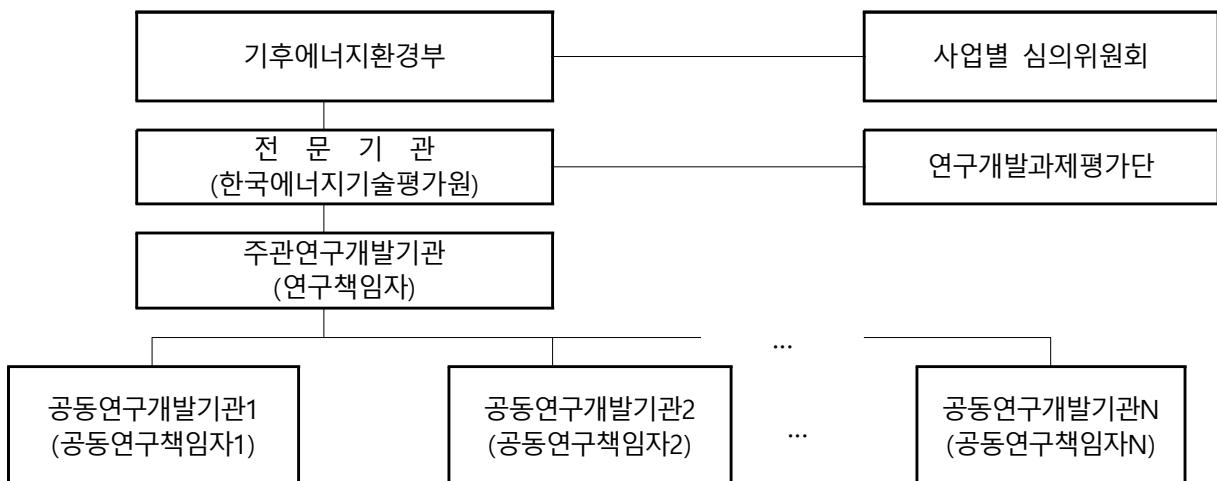 기후에너지환경부
사업별 심의위원회
전 문 기 관
(한국에너지기술평가원)
연구개발과제평가단
주관연구개발기관
(연구책임자)
...
공동연구개발기관1
(공동연구책임자1)
공동연구개발기관2
(공동연구책임자2)
...
공동연구개발기관N
(공동연구책임자N)